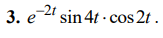 3. e^{-2t} sin 4t · cos 2t .